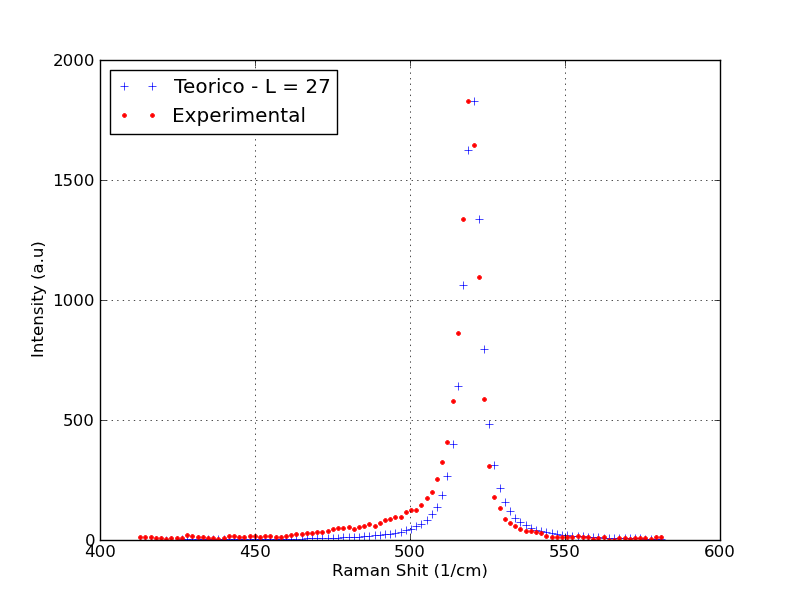 2000
Teorico - L = 27
Experimental
1500
Intensity (a.u)
1000
500
0
400
450
500
550
600
Raman Shit (1/cm)